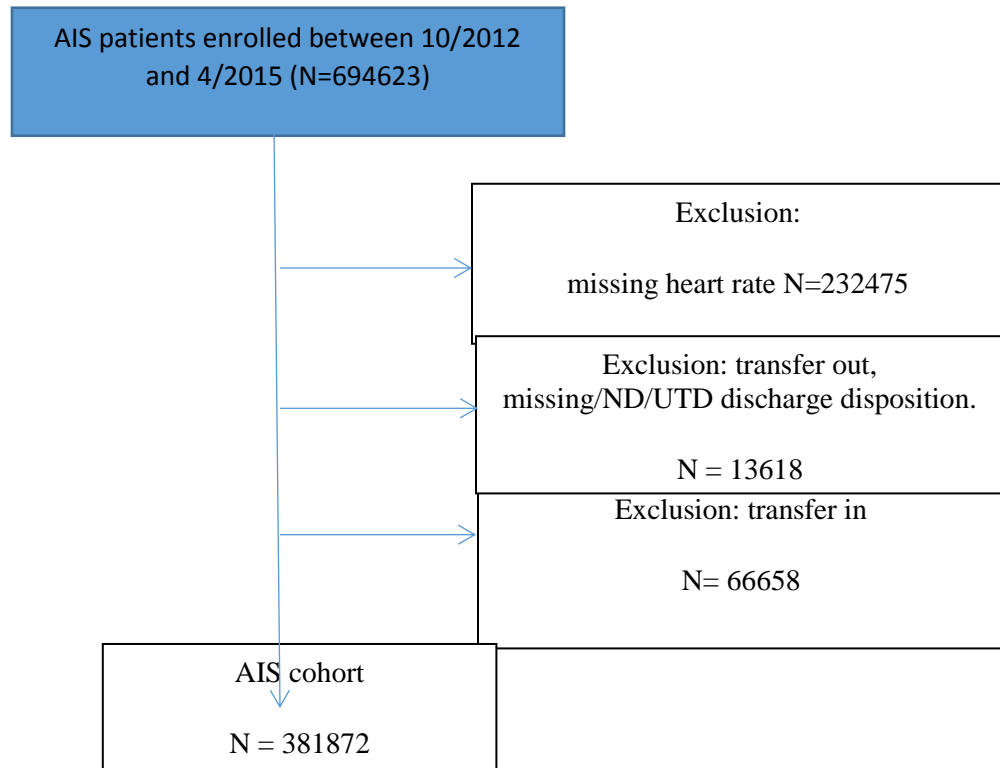 AIS patients enrolled between 10/2012
and 4/2015 (N=694623)
Exclusion:
missing heart rate N=232475
Exclusion: transfer out,
missing/ND/UTD discharge disposition.
N = 13618
Exclusion: transfer in
N= 66658
AIS cohort
N = 381872